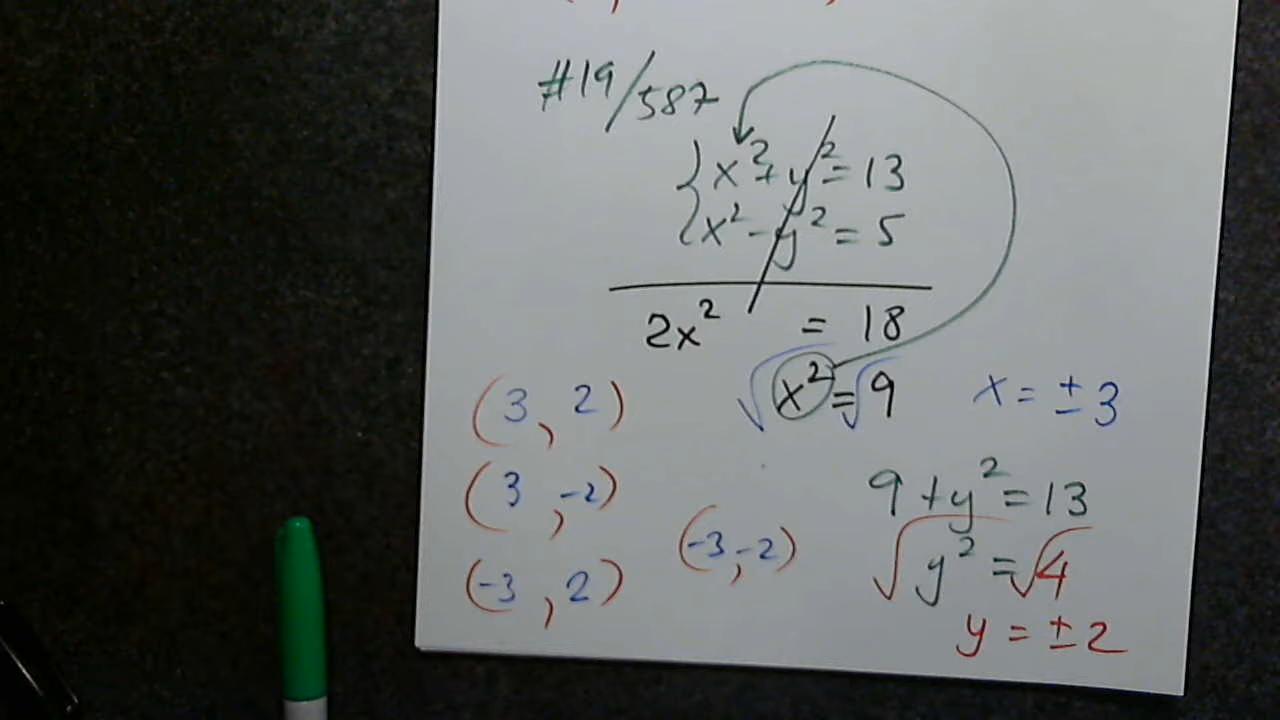 #19/587
x²+y²=13
x²-y²=5
2x² = 18
√x²=√9 x=±3
(3, 2)
9+y²=13
(3,-2)
(-3,-2)
√y²=√4
(-3, 2)
y=±2